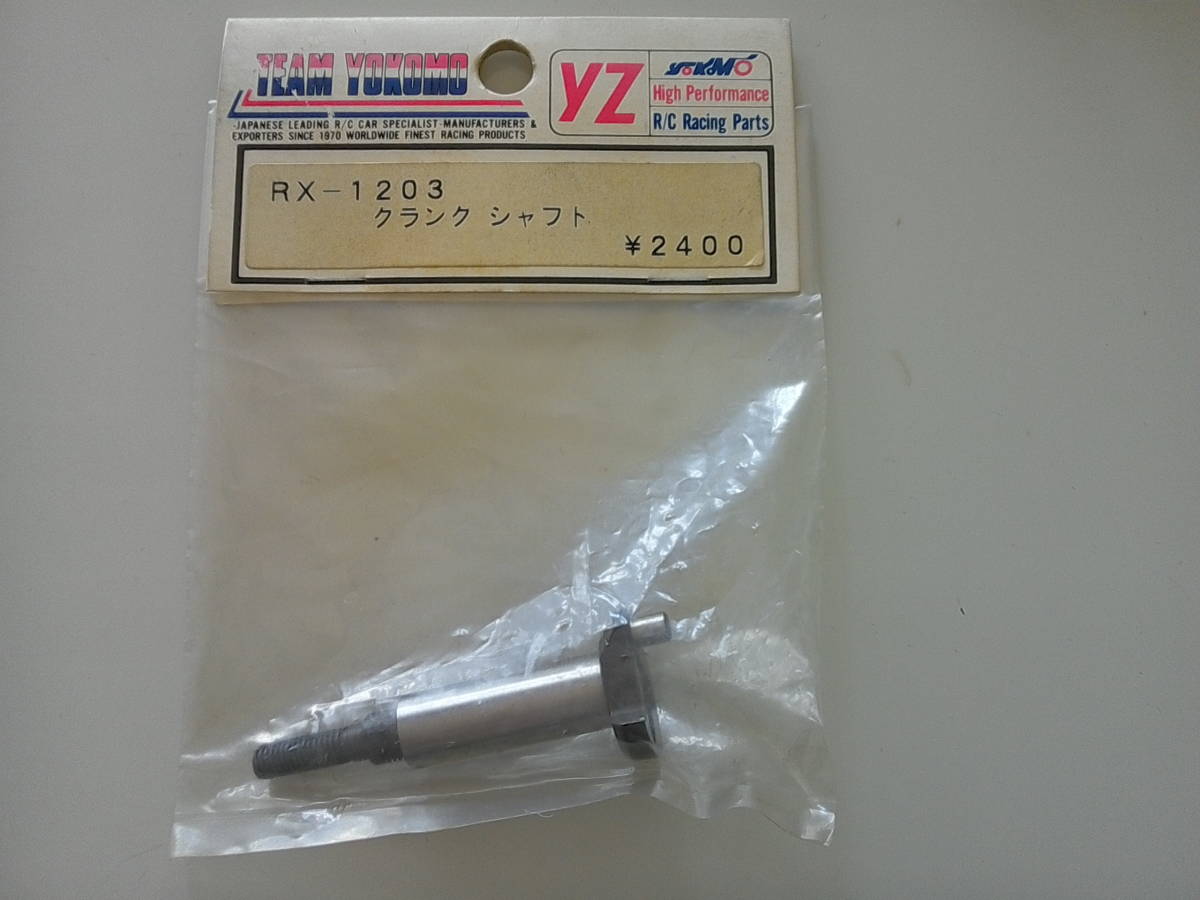 TEAM YOKOMO
-JAPANESE LEADING R/C CAR SPECIALIST-MANUFACTURERS &
EXPORTERS SINCE 1970 WORLDWIDE FINEST RACING PRODUCTS
YZ
YOKOMO
High Performance
R/C Racing Parts
RX-1203
クランク シャフト
¥2400